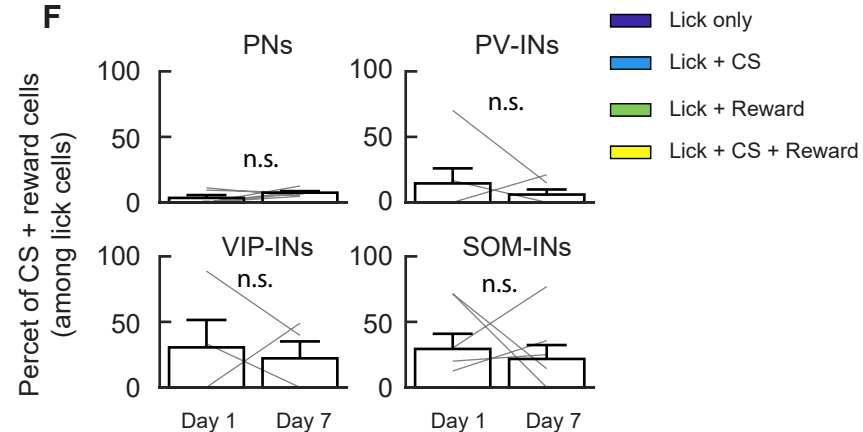 F
PNs
PV-INs
Lick only
Lick + CS
Lick + Reward
Lick + CS + Reward
Percet of CS + reward cells
(among lick cells)
100
50
0
n.s.
100
50
0
n.s.
VIP-INs
SOM-INs
100
50
0
n.s.
100
50
0
n.s.
Day 1
Day 7
Day 1
Day 7